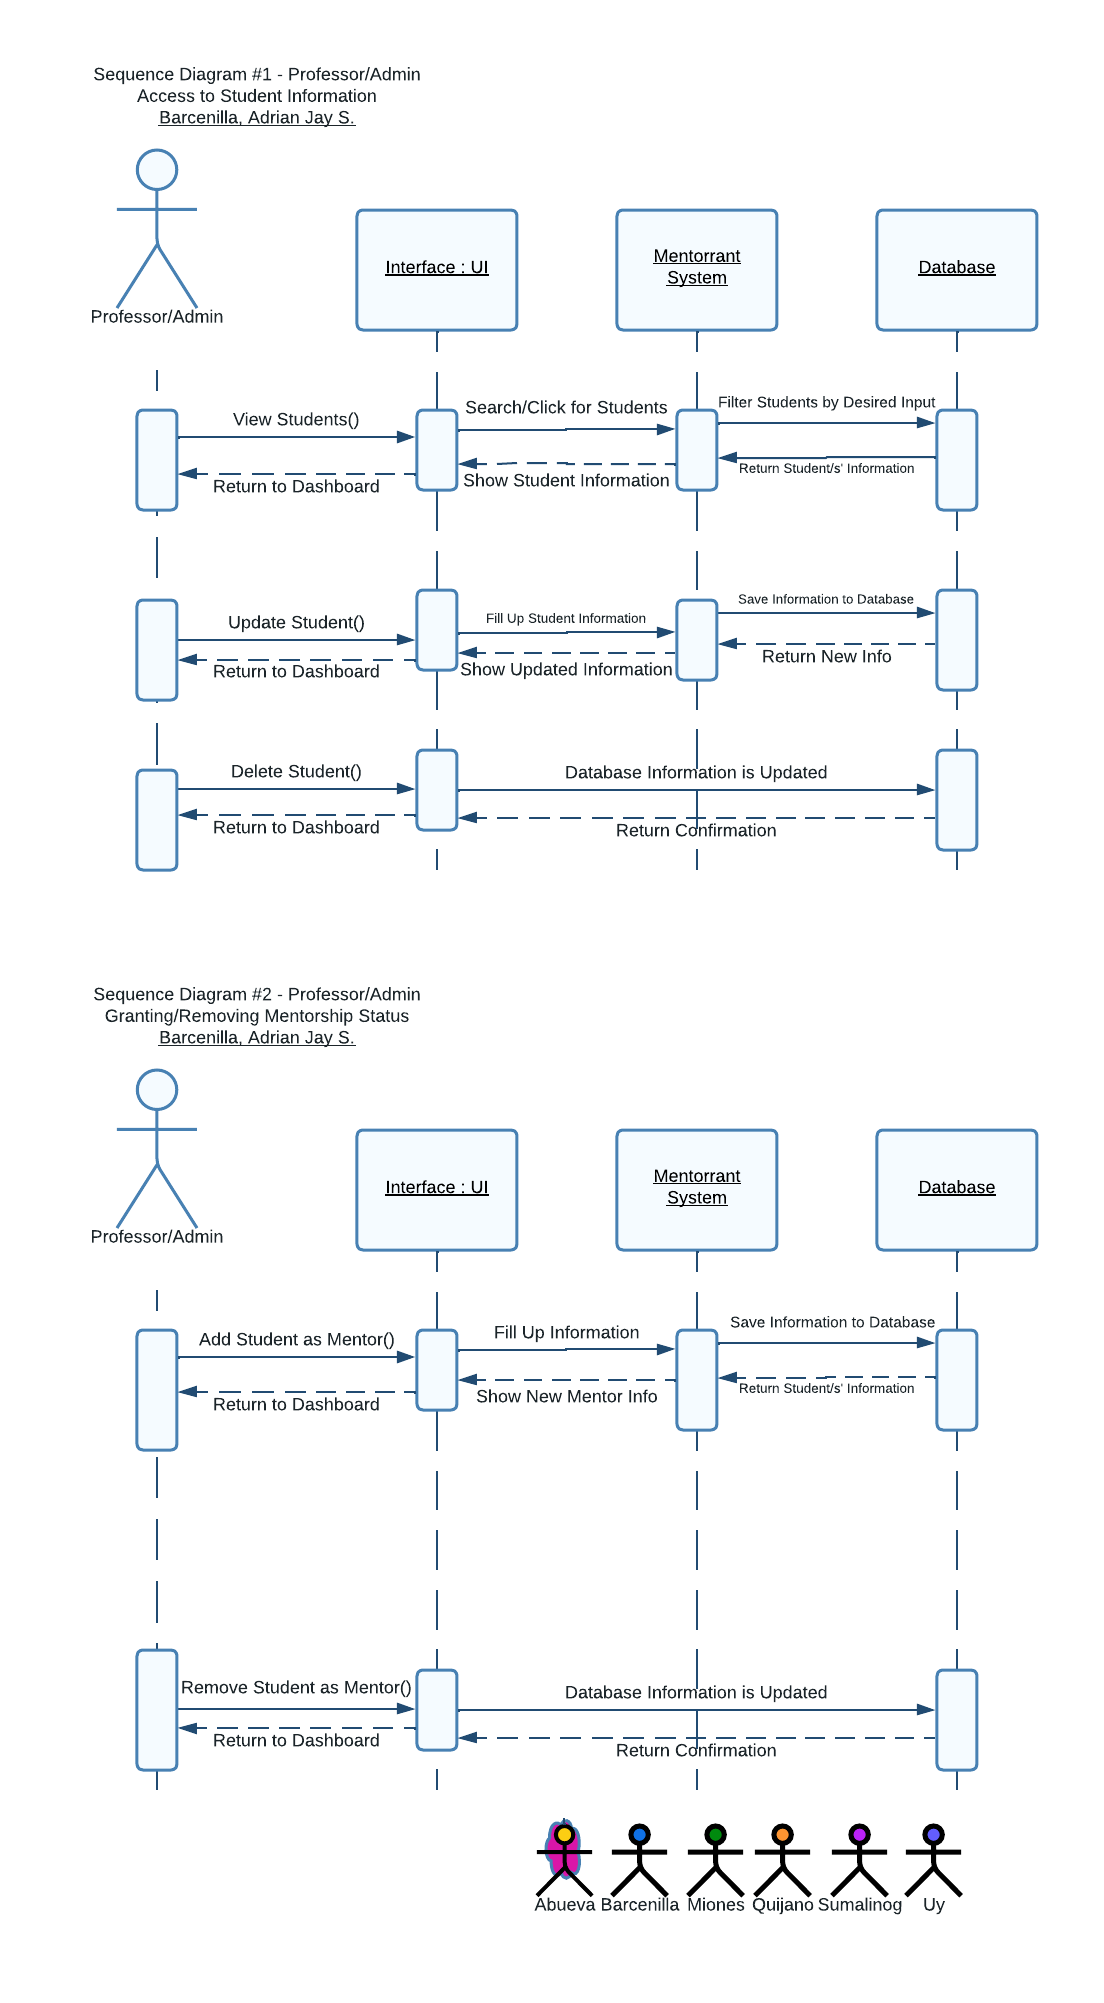 Sequence Diagram #1 - Professor/Admin
Access to Student Information
Barcenilla, Adrian Jay S.
Professor/Admin
Interface : UI
Mentorrant
System
Database
View Students()
Search/Click for Students
Filter Students by Desired Input
Return to Dashboard
Show Student Information
Return Student/s' Information
Update Student()
Fill Up Student Information
Save Information to Database
Return to Dashboard
Show Updated Information
Return New Info
Delete Student()
Database Information is Updated
Return to Dashboard
Return Confirmation
Sequence Diagram #2 - Professor/Admin
Granting/Removing Mentorship Status
Barcenilla, Adrian Jay S.
Professor/Admin
Interface : UI
Mentorrant
System
Database
Add Student as Mentor()
Fill Up Information
Save Information to Database
Return to Dashboard
Show New Mentor Info
Return Student/s' Information
Remove Student as Mentor()
Database Information is Updated
Return to Dashboard
Return Confirmation
Abueva Barcenilla Miones Quijano Sumalinog Uy